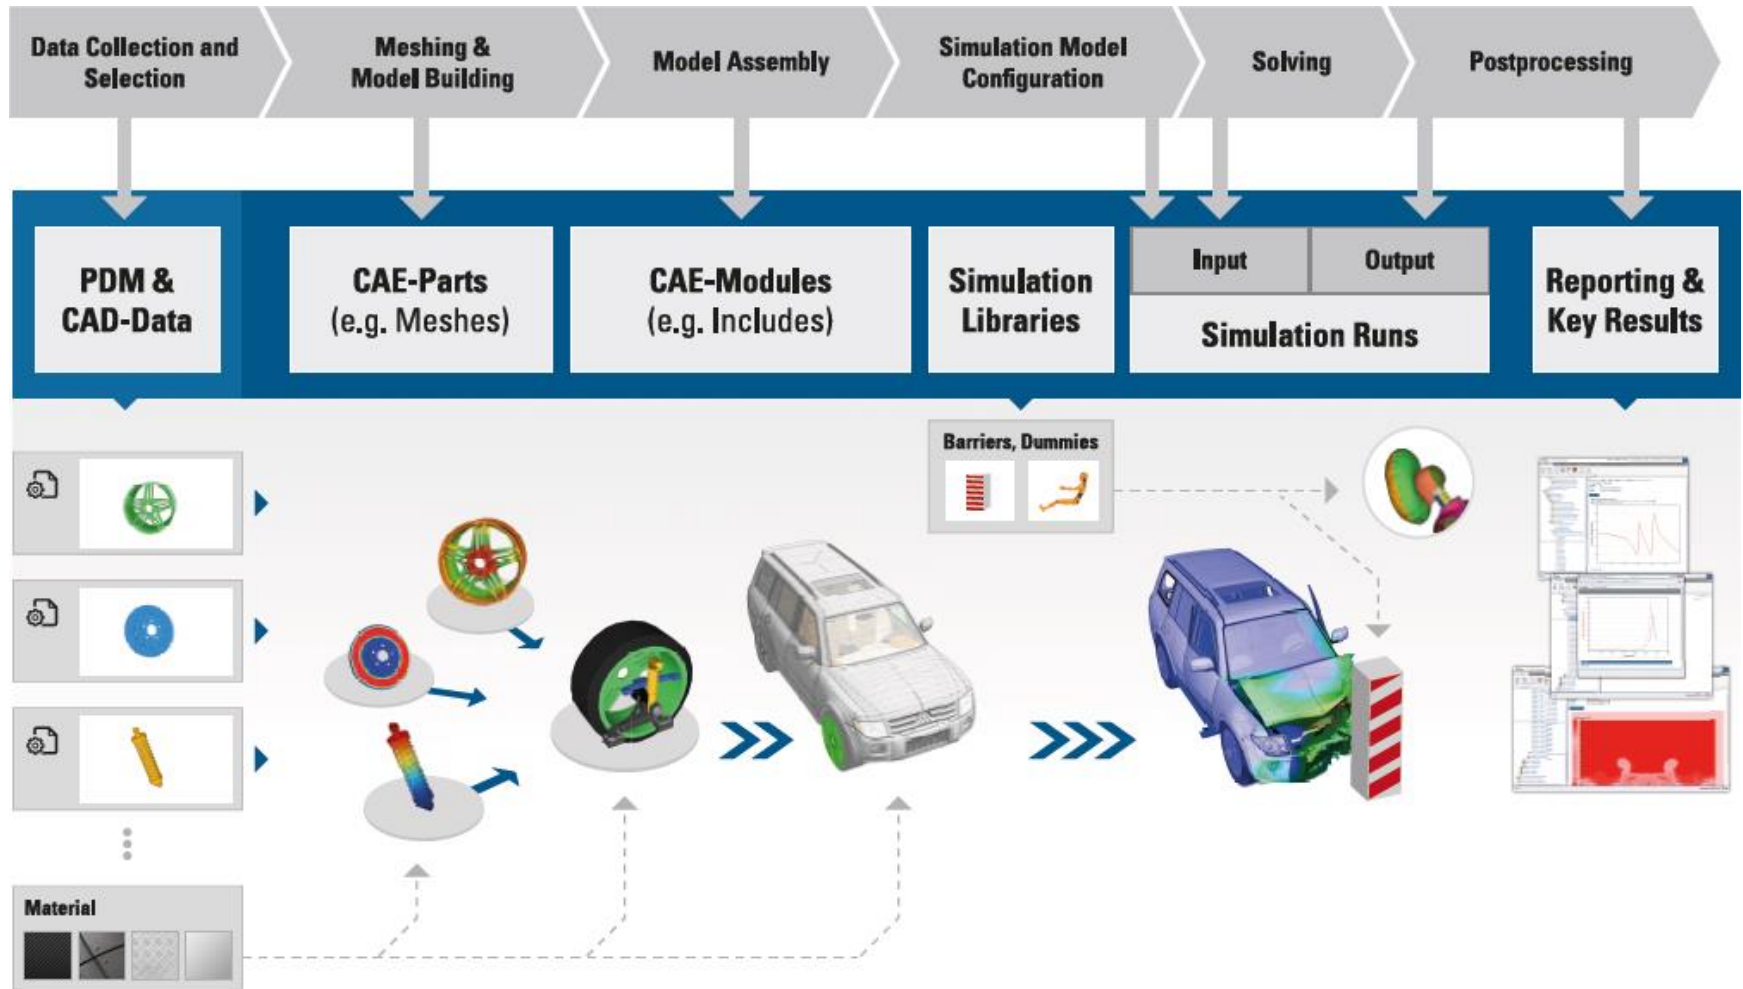 Data Collection and
Selection
Meshing &
Model Building
Model Assembly
Simulation Model
Configuration
Solving
Postprocessing
PDM &
CAD-Data
CAE-Parts
(e.g. Meshes)
CAE-Modules
(e.g. Includes)
Simulation
Libraries
Input
Output
Simulation Runs
Reporting &
Key Results
Barriers, Dummies
Material